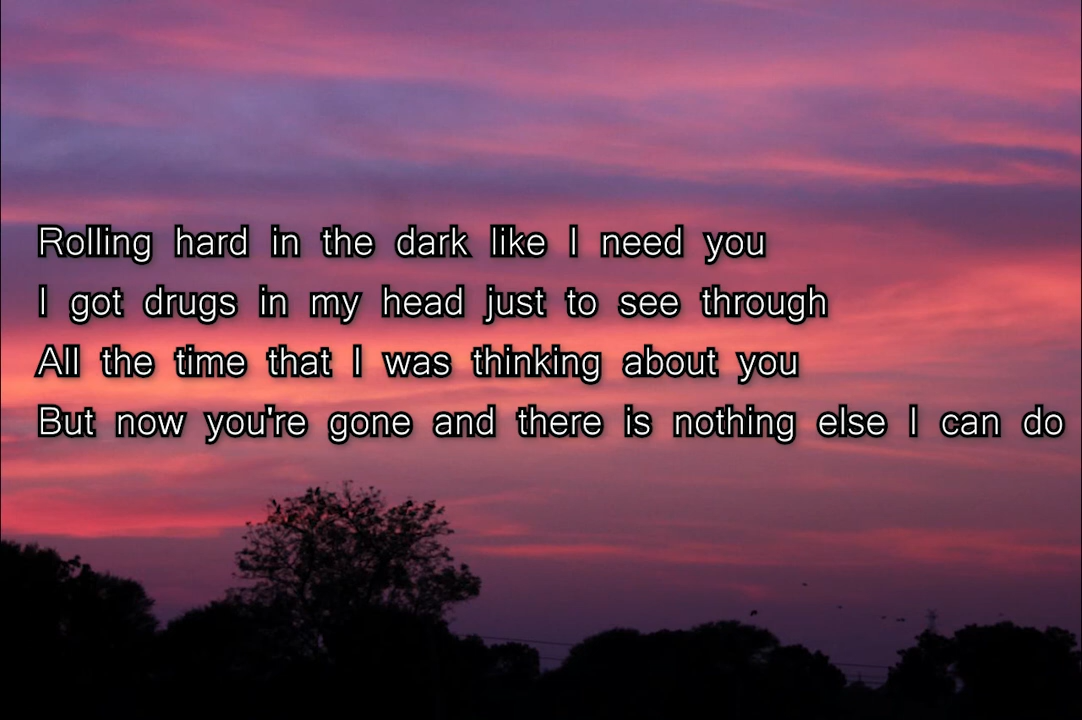 Rolling hard in the dark like I need you
I got drugs in my head just to see through
All the time that I was thinking about you
But now you're gone and there is nothing else I can do